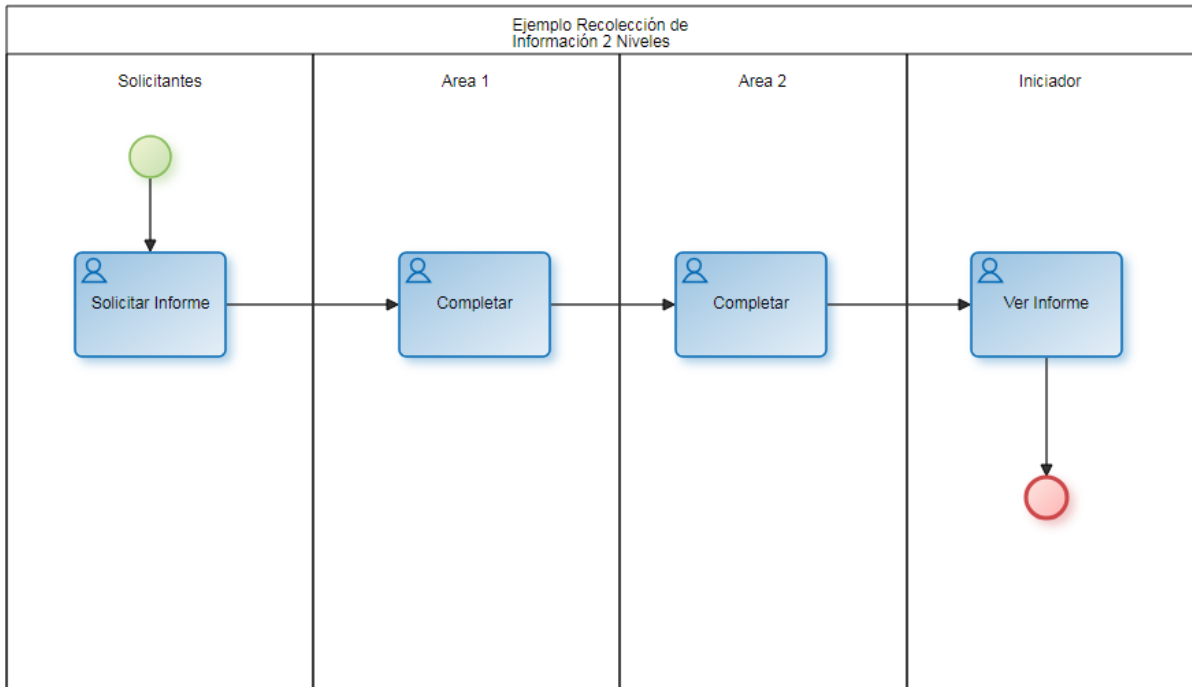 Ejemplo Recolección de
Información 2 Niveles
Solicitantes
Area 1
Area 2
Iniciador
Solicitar Informe
Completar
Completar
Ver Informe